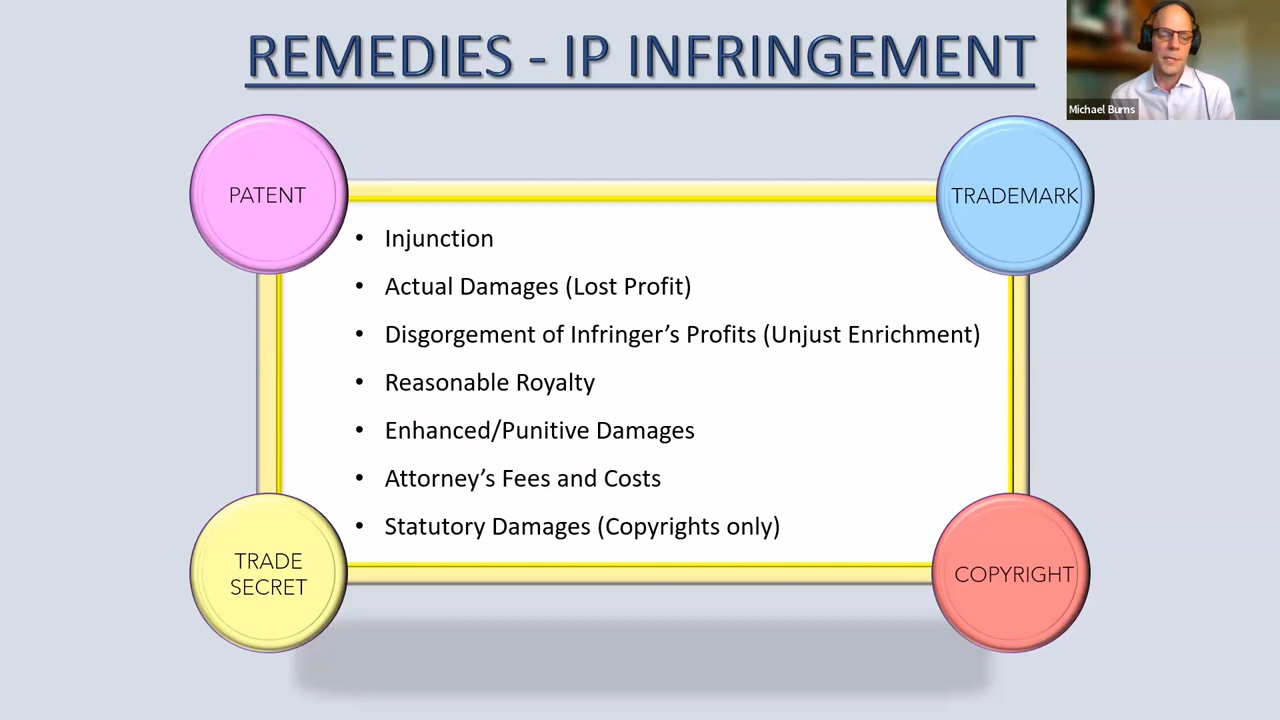 REMEDIES - IP INFRINGEMENT
Michael Burns
PATENT
TRADEMARK
• Injunction
• Actual Damages (Lost Profit)
• Disgorgement of Infringer’s Profits (Unjust Enrichment)
• Reasonable Royalty
• Enhanced/Punitive Damages
• Attorney’s Fees and Costs
• Statutory Damages (Copyrights only)
TRADE
SECRET
COPYRIGHT